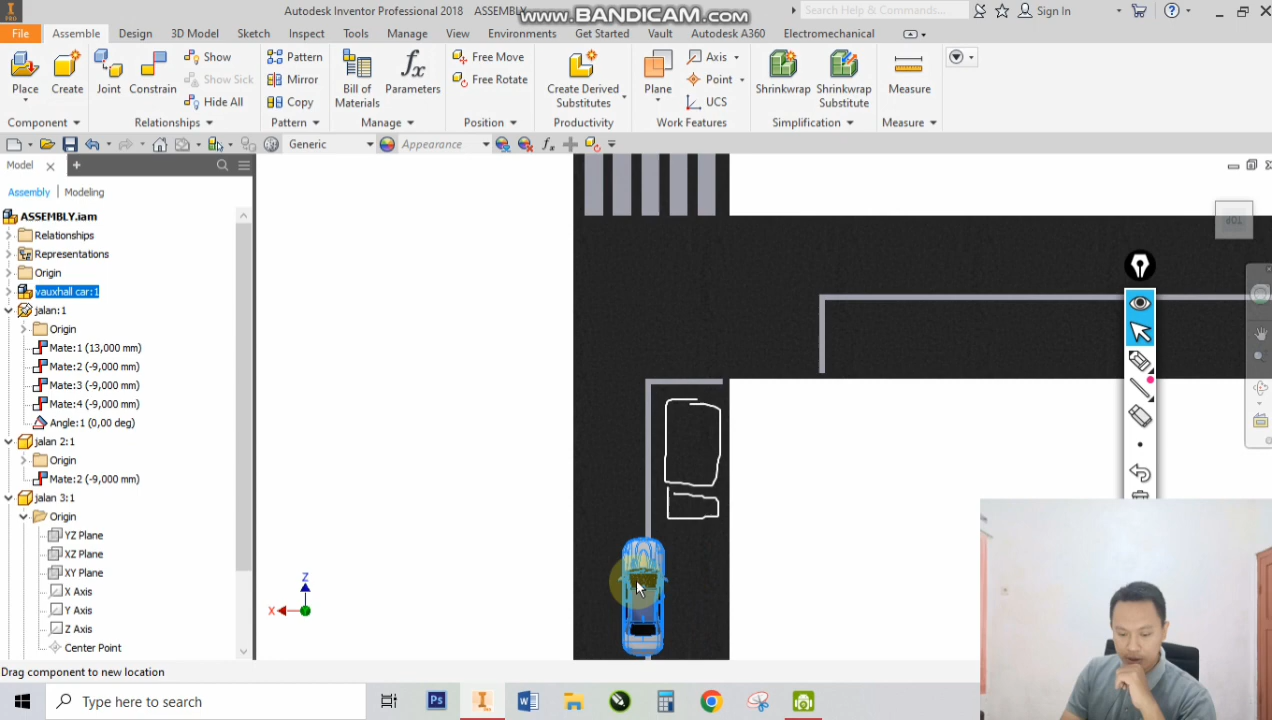 Autodesk Inventor Professional 2018 ASSEMBLY
www.BANDICAM.com
Search Help & Commands...
Sign In
File
Assemble
Design
3D Model
Sketch
Inspect
Tools
Manage
View
Environments
Get Started
Vault
Autodesk A360
Electromechanical
Place
Create
Joint
Constrain
Show
Show Sick
Hide All
Pattern
Mirror
Copy
Bill of
Materials
Parameters
Free Move
Free Rotate
Create Derived
Substitutes
Plane
Axis
Point
UCS
Shrinkwrap
Shrinkwrap
Substitute
Measure
Component
Relationships
Pattern
Manage
Position
Productivity
Work Features
Simplification
Measure
Generic
Appearance
Model
Assembly
Modeling
ASSEMBLY.iam
Relationships
Representations
Origin
vauxhall car:1
jalan:1
Origin
Mate:1 (13,000 mm)
Mate:2 (-9,000 mm)
Mate:3 (-9,000 mm)
Mate:4 (-9,000 mm)
Angle:1 (0,00 deg)
jalan 2:1
Origin
Mate:2 (-9,000 mm)
jalan 3:1
Origin
YZ Plane
XZ Plane
XY Plane
X Axis
Y Axis
Z Axis
Center Point
TOP
Z
X
Drag component to new location
Type here to search